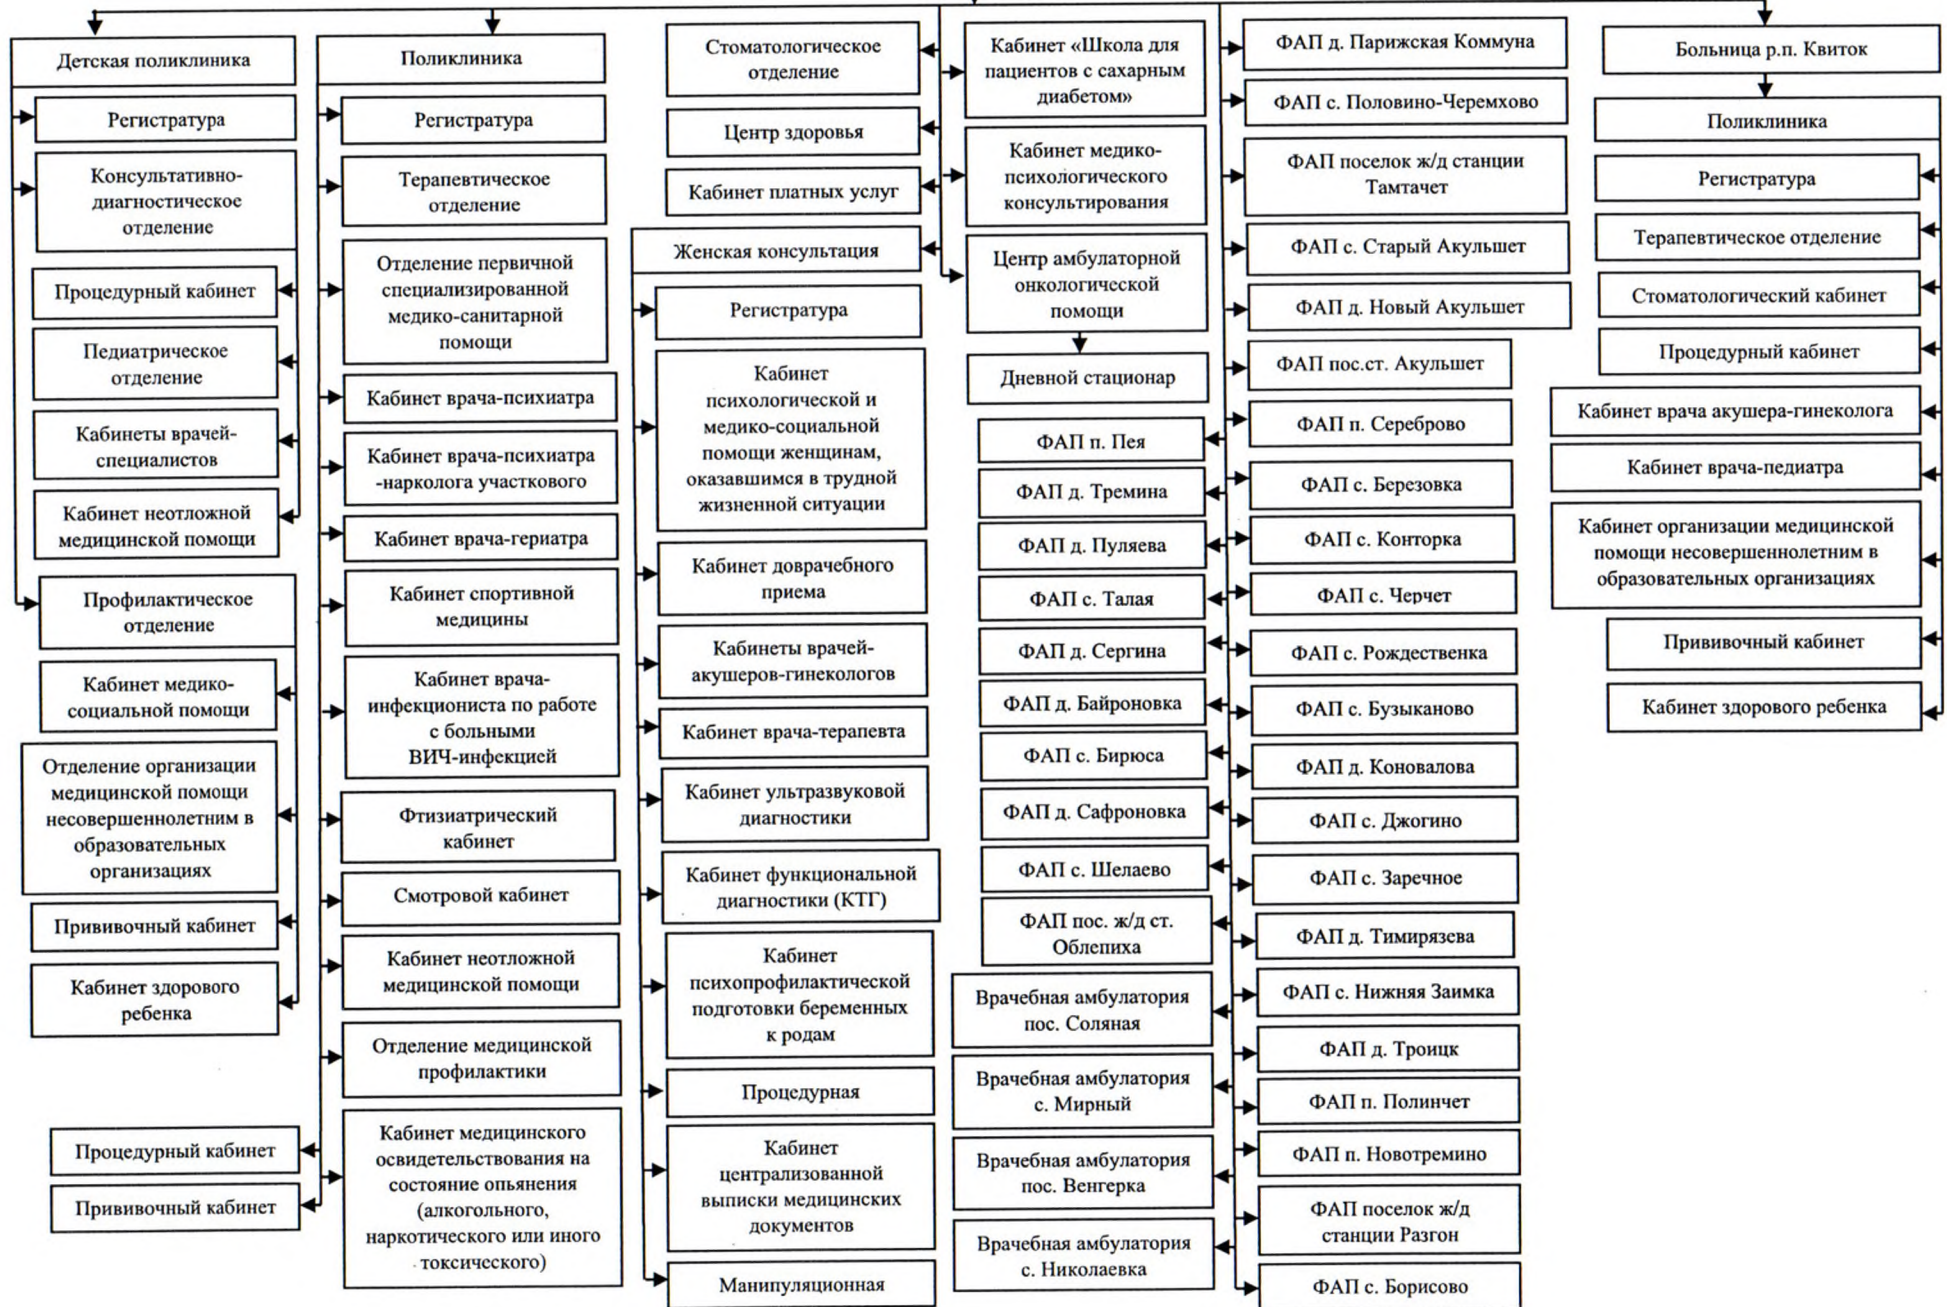 Детская поликлиника
Регистратура
Консультативно-
диагностическое
отделение
Процедурный кабинет
Педиатрическое
отделение
Кабинеты врачей-
специалистов
Кабинет неотложной
медицинской помощи
Профилактическое
отделение
Кабинет медико-
социальной помощи
Отделение организации
медицинской помощи
несовершеннолетним в
образовательных
организациях
Прививочный кабинет
Кабинет здорового
ребенка
Процедурный кабинет
Прививочный кабинет
Поликлиника
Регистратура
Терапевтическое
отделение
Отделение первичной
специализированной
медико-санитарной
помощи
Кабинет врача-психиатра
Кабинет врача-психиатра
-нарколога участкового
Кабинет врача-гериатра
Кабинет спортивной
медицины
Кабинет врача-
инфекциониста по работе
с больными
ВИЧ-инфекцией
Фтизиатрический
кабинет
Смотровой кабинет
Кабинет неотложной
медицинской помощи
Отделение медицинской
профилактики
Кабинет медицинского
освидетельствования на
состояние опьянения
(алкогольного,
наркотического или иного
токсического)
Стоматологическое
отделение
Центр здоровья
Кабинет платных услуг
Женская консультация
Регистратура
Кабинет
психологической и
медико-социальной
помощи женщинам,
оказавшимся в трудной
жизненной ситуации
Кабинет доврачебного
приема
Кабинеты врачей-
акушеров-гинекологов
Кабинет врача-терапевта
Кабинет ультразвуковой
диагностики
Кабинет функциональной
диагностики (КТГ)
Кабинет
психопрофилактической
подготовки беременных
к родам
Процедурная
Кабинет
централизованной
выписки медицинских
документов
Манипуляционная
Кабинет «Школа для
пациентов с сахарным
диабетом»
Кабинет медико-
психологического
консультирования
Центр амбулаторной
онкологической
помощи
Дневной стационар
ФАП п. Пея
ФАП д. Тремина
ФАП д. Пуляева
ФАП с. Талая
ФАП д. Сергина
ФАП д. Байроновка
ФАП с. Бирюса
ФАП д. Сафроновка
ФАП с. Шелаево
ФАП пос. ж/д ст.
Облепиха
Врачебная амбулатория
пос. Соляная
Врачебная амбулатория
с. Мирный
Врачебная амбулатория
пос. Венгерка
Врачебная амбулатория
с. Николаевка
ФАП д. Парижская Коммуна
ФАП с. Половино-Черемхово
ФАП поселок ж/д станции
Тамтачет
ФАП с. Старый Акульшет
ФАП д. Новый Акульшет
ФАП пос.ст. Акульшет
ФАП п. Сереброво
ФАП с. Березовка
ФАП с. Конторка
ФАП с. Черчет
ФАП с. Рождественка
ФАП с. Бузыканово
ФАП д. Коновалова
ФАП с. Джогино
ФАП с. Заречное
ФАП д. Тимирязева
ФАП с. Нижняя Заимка
ФАП д. Троицк
ФАП п. Полинчет
ФАП п. Новотремино
ФАП поселок ж/д
станции Разгон
ФАП с. Борисово
Больница р.п. Квиток
Поликлиника
Регистратура
Терапевтическое отделение
Стоматологический кабинет
Процедурный кабинет
Кабинет врача акушера-гинеколога
Кабинет врача-педиатра
Кабинет организации медицинской
помощи несовершеннолетним в
образовательных организациях
Прививочный кабинет
Кабинет здорового ребенка